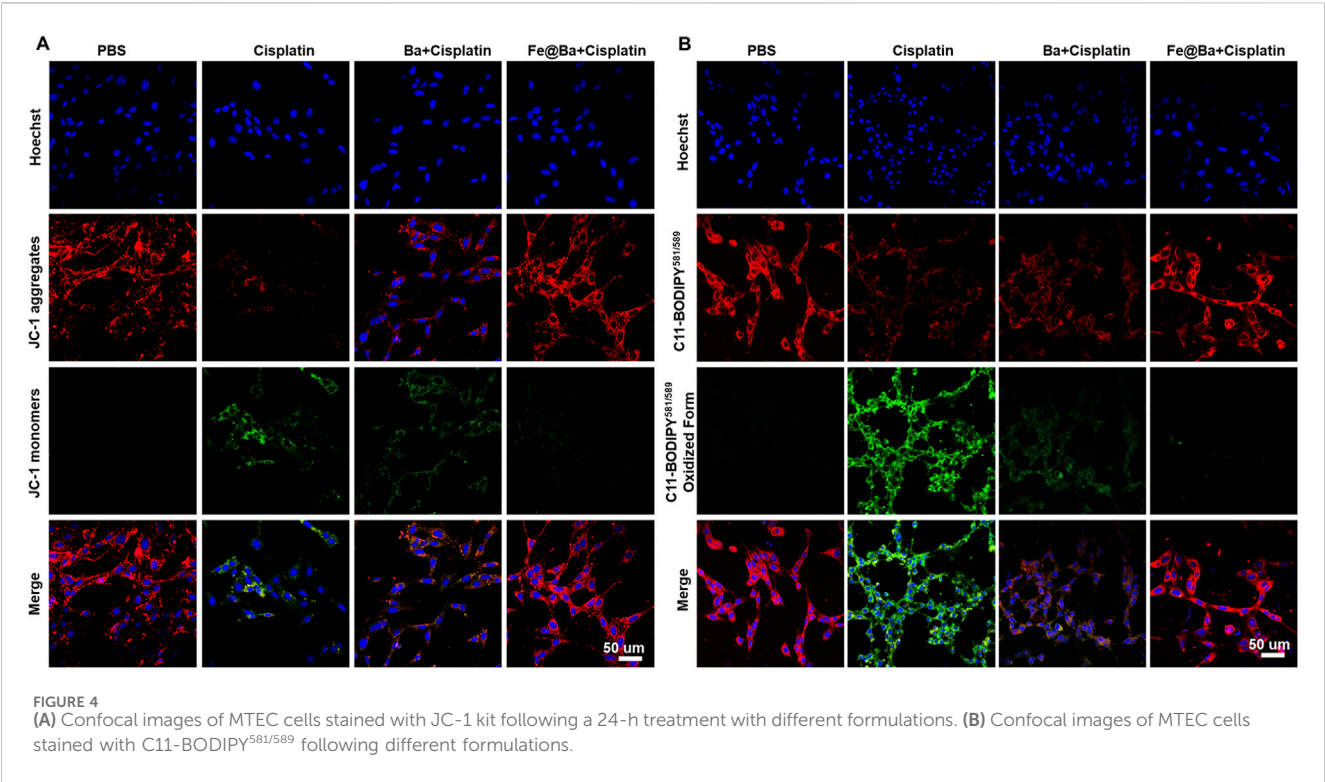 A
PBS
Cisplatin
Ba+Cisplatin
Fe@Ba+Cisplatin
Hoechst
JC-1 aggregates
JC-1 monomers
Merge
50 um
B
PBS
Cisplatin
Ba+Cisplatin
Fe@Ba+Cisplatin
Hoechst
C11-BODIPY581/589
C11-BODIPY581/589
Oxidized Form
Merge
50 um
FIGURE 4
(A) Confocal images of MTEC cells stained with JC-1 kit following a 24-h treatment with different formulations. (B) Confocal images of MTEC cells
stained with C11-BODIPY581/589 following different formulations.